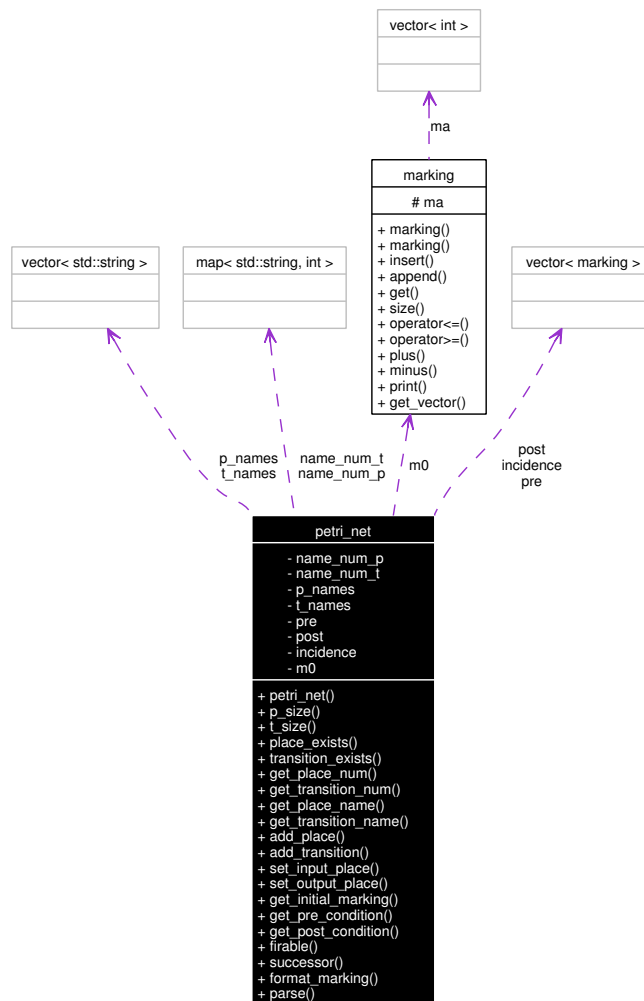 vector< int >
ma
marking
# ma
+ marking()
+ marking()
+ insert()
+ append()
+ get()
+ size()
+ operator<=()
+ operator>=()
+ plus()
+ minus()
+ print()
+ get_vector()
vector< std::string >
map< std::string, int >
vector< marking >
p_names
t_names
name_num_t
name_num_p
m0
post
incidence
pre
petri_net
- name_num_p
- name_num_t
- p_names
- t_names
- pre
- post
- incidence
- m0
+ petri_net()
+ p_size()
+ t_size()
+ place_exists()
+ transition_exists()
+ get_place_num()
+ get_transition_num()
+ get_place_name()
+ get_transition_name()
+ add_place()
+ add_transition()
+ set_input_place()
+ set_output_place()
+ get_initial_marking()
+ get_pre_condition()
+ get_post_condition()
+ firable()
+ successor()
+ format_marking()
+ parse()